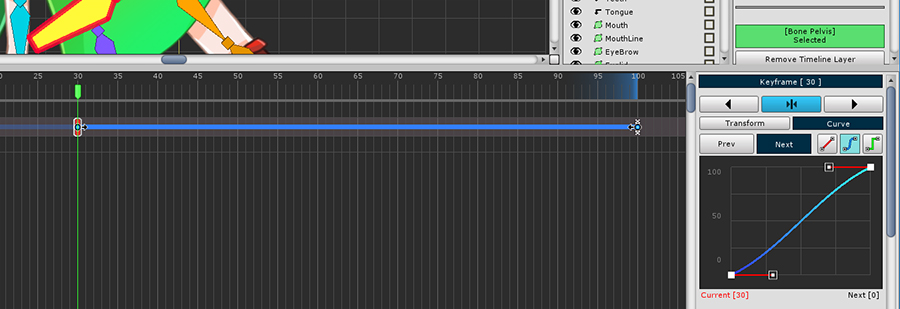 Tongue
Mouth
MouthLine
EyeBrow
[Bone Pelvis]
Selected
Remove Timeline Layer
25 30 35 40 45 50 55 60 65 70 75 80 85 90 95 100 105
Keyframe [ 30 ]
Transform Curve
Prev Next
100
50
0
Current [30] Next [0]